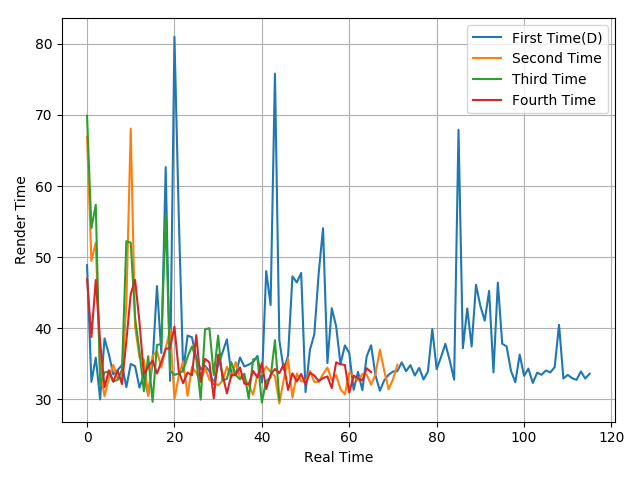 First Time(D)
Second Time
Third Time
Fourth Time
Render Time
80
70
60
50
40
30
0 20 40 60 80 100 120
Real Time